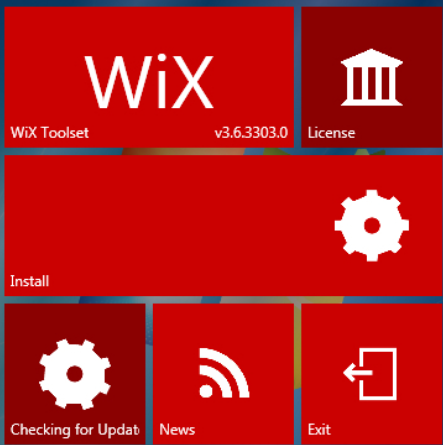 WiX
WiX Toolset
v3.6.3303.0
License
Install
Checking for Updat
News
Exit